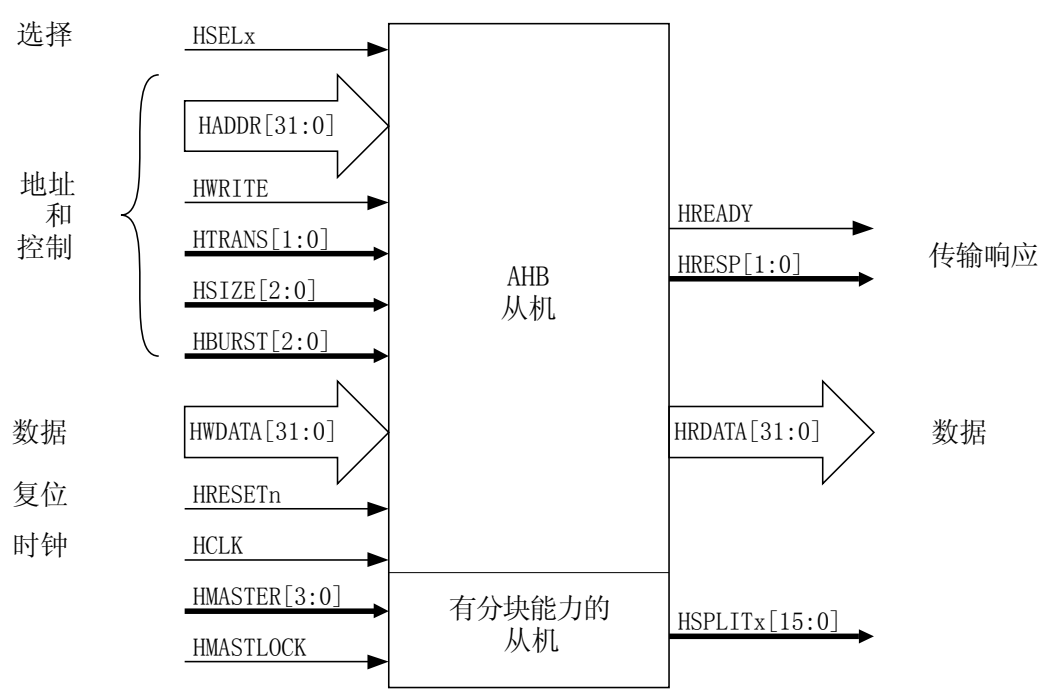 选择
HSELx
HADDR[31:0]
地址
和
控制
HWRITE
HTRANS[1:0]
HSIZE[2:0]
HBURST[2:0]
数据
HWDATA[31:0]
复位
HRESETn
时钟
HCLK
HMASTER[3:0]
HMASTLOCK
AHB
从机
有分块能力的
从机
HREADY
HRESP[1:0]
传输响应
HRDATA[31:0]
数据
HSPLITx[15:0]